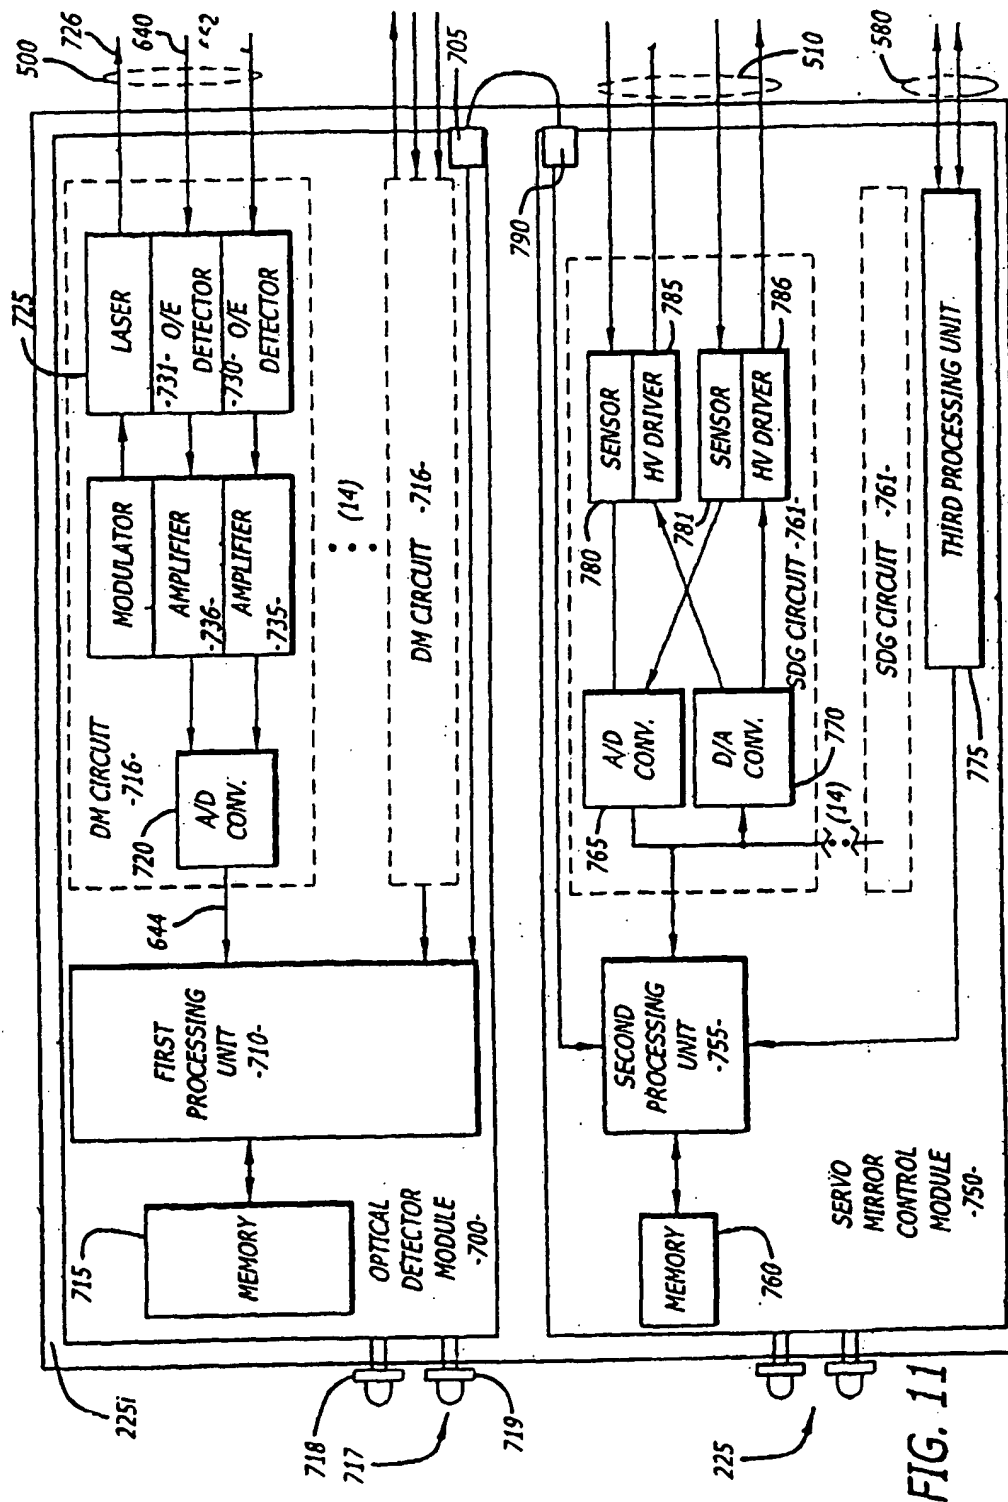 500
726
640
725
LASER
-731- O/E
DETECTOR
-730- O/E
DETECTOR
MODULATOR
AMPLIFIER
-736-
AMPLIFIER
-735-
DM CIRCUIT
-716-
720
A/D
CONV.
644
(14)
DM CIRCUIT -716-
705
FIRST
PROCESSING
UNIT
-710-
715
MEMORY
OPTICAL
DETECTOR
MODULE
-700-
225i
718
717
719
790
510
580
SENSOR
HV DRIVER
785
780
SENSOR
HV DRIVER
786
781
SDG CIRCUIT -761-
A/D
CONV.
765
D/A
CONV.
770
(14)
SDG CIRCUIT -761-
THIRD PROCESSING UNIT
775
SECOND
PROCESSING
UNIT
-755-
MEMORY
760
SERVO
MIRROR
CONTROL
MODULE
-750-
225
FIG. 11